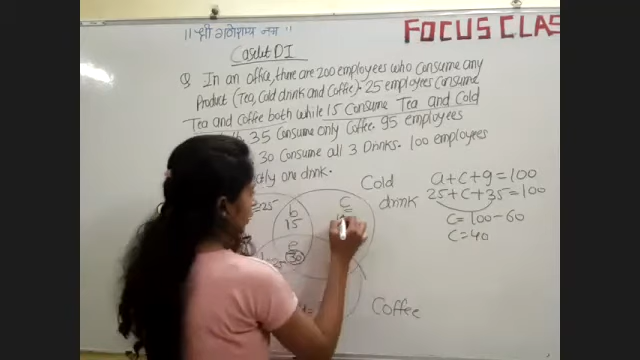 ।। श्री गणेशाय नमः ।।
FOCUS CLAS
Caselet DI
Q In an office, there are 200 employees who consume any
Product (Tea, Cold drink and Coffee). 25 employees consume
Tea and Coffee both while 15 Consume Tea and Cold
35 Consume only Coffee. 95 employees
30 Consume all 3 Drinks. 100 employees
one drink.
Cold
drink
a+c+g=100
25+c+35=100
c=100-60
c=40
25
b
15
c
e
30
Coffee